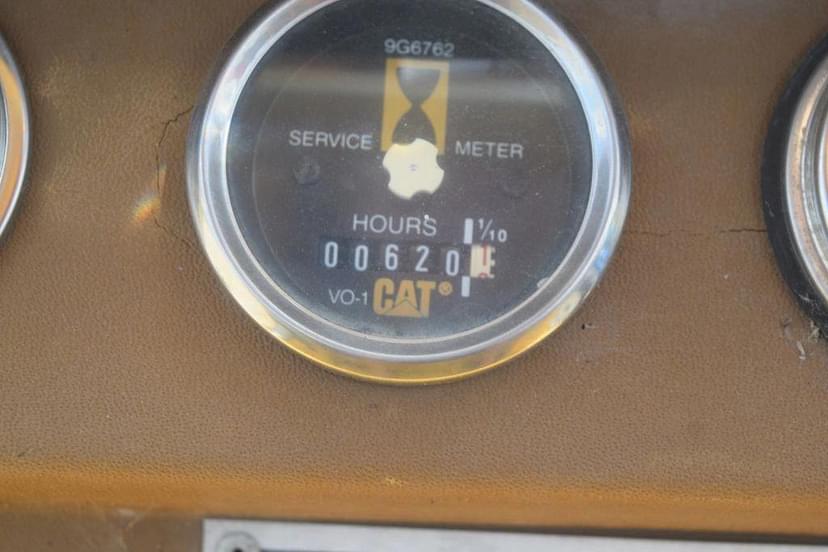 9G6762
SERVICE METER
HOURS 1/10
00620
VO-1 CAT®